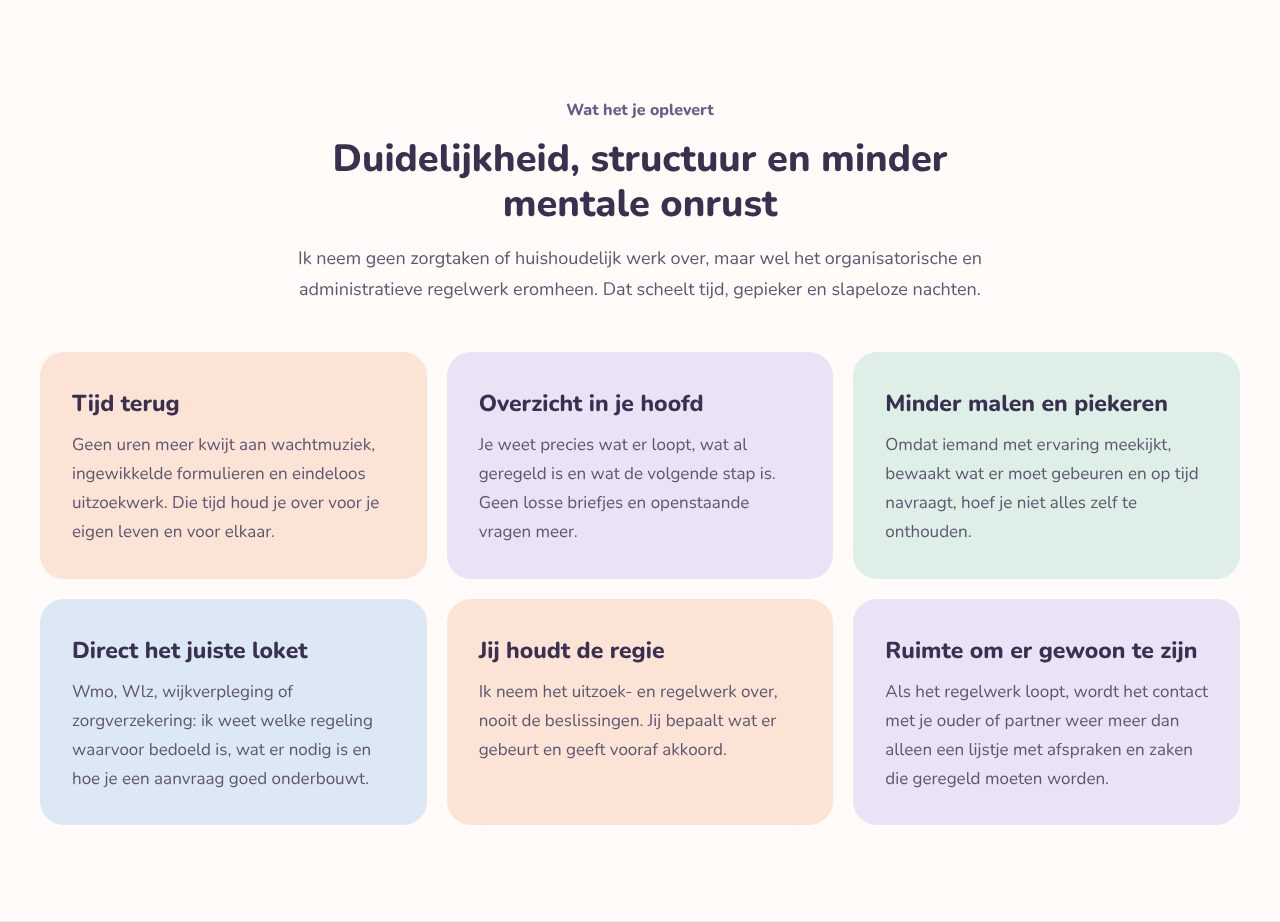 Wat het je oplevert
Duidelijkheid, structuur en minder
mentale onrust
Ik neem geen zorgtaken of huishoudelijk werk over, maar wel het organisatorische en
administratieve regelwerk eromheen. Dat scheelt tijd, gepieker en slapeloze nachten.
Tijd terug
Geen uren meer kwijt aan wachtmuziek,
ingewikkelde formulieren en eindeloos
uitzoekwerk. Die tijd houd je over voor je
eigen leven en voor elkaar.
Overzicht in je hoofd
Je weet precies wat er loopt, wat al
geregeld is en wat de volgende stap is.
Geen losse briefjes en openstaande
vragen meer.
Minder malen en piekeren
Omdat iemand met ervaring meekijkt,
bewaakt wat er moet gebeuren en op tijd
navraagt, hoef je niet alles zelf te
onthouden.
Direct het juiste loket
Wmo, Wlz, wijkverpleging of
zorgverzekering: ik weet welke regeling
waarvoor bedoeld is, wat er nodig is en
hoe je een aanvraag goed onderbouwt.
Jij houdt de regie
Ik neem het uitzoek- en regelwerk over,
nooit de beslissingen. Jij bepaalt wat er
gebeurt en geeft vooraf akkoord.
Ruimte om er gewoon te zijn
Als het regelwerk loopt, wordt het contact
met je ouder of partner weer meer dan
alleen een lijstje met afspraken en zaken
die geregeld moeten worden.